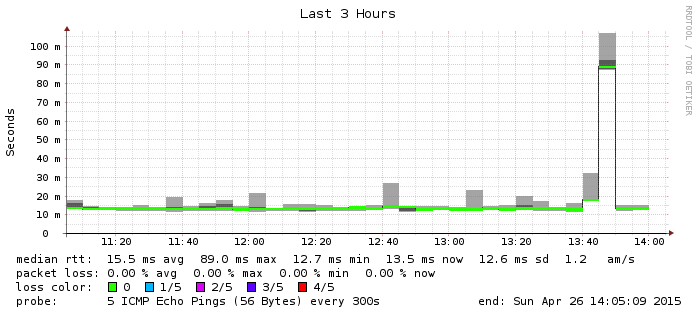 Last 3 Hours
RRDTOOL / TOBI OETIKER
Seconds
100 m
90 m
80 m
70 m
60 m
50 m
40 m
30 m
20 m
10 m
0
11:20 11:40 12:00 12:20 12:40 13:00 13:20 13:40 14:00
median rtt: 15.5 ms avg 89.0 ms max 12.7 ms min 13.5 ms now 12.6 ms sd 1.2 am/s
packet loss: 0.00 % avg 0.00 % max 0.00 % min 0.00 % now
loss color: 0 1/5 2/5 3/5 4/5
probe: 5 ICMP Echo Pings (56 Bytes) every 300s end: Sun Apr 26 14:05:09 2015